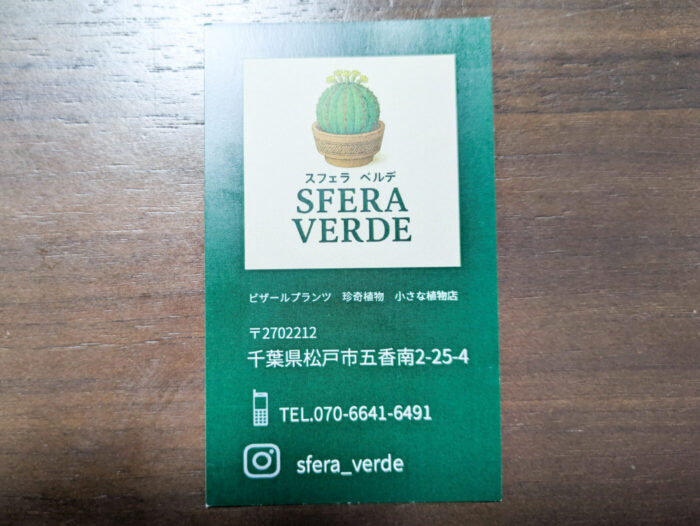 スフェラ ベルデ
SFERA
VERDE
ビザールプランツ 珍奇植物 小さな植物店
〒2702212
千葉県松戸市五香南2-25-4
TEL.070-6641-6491
sfera_verde